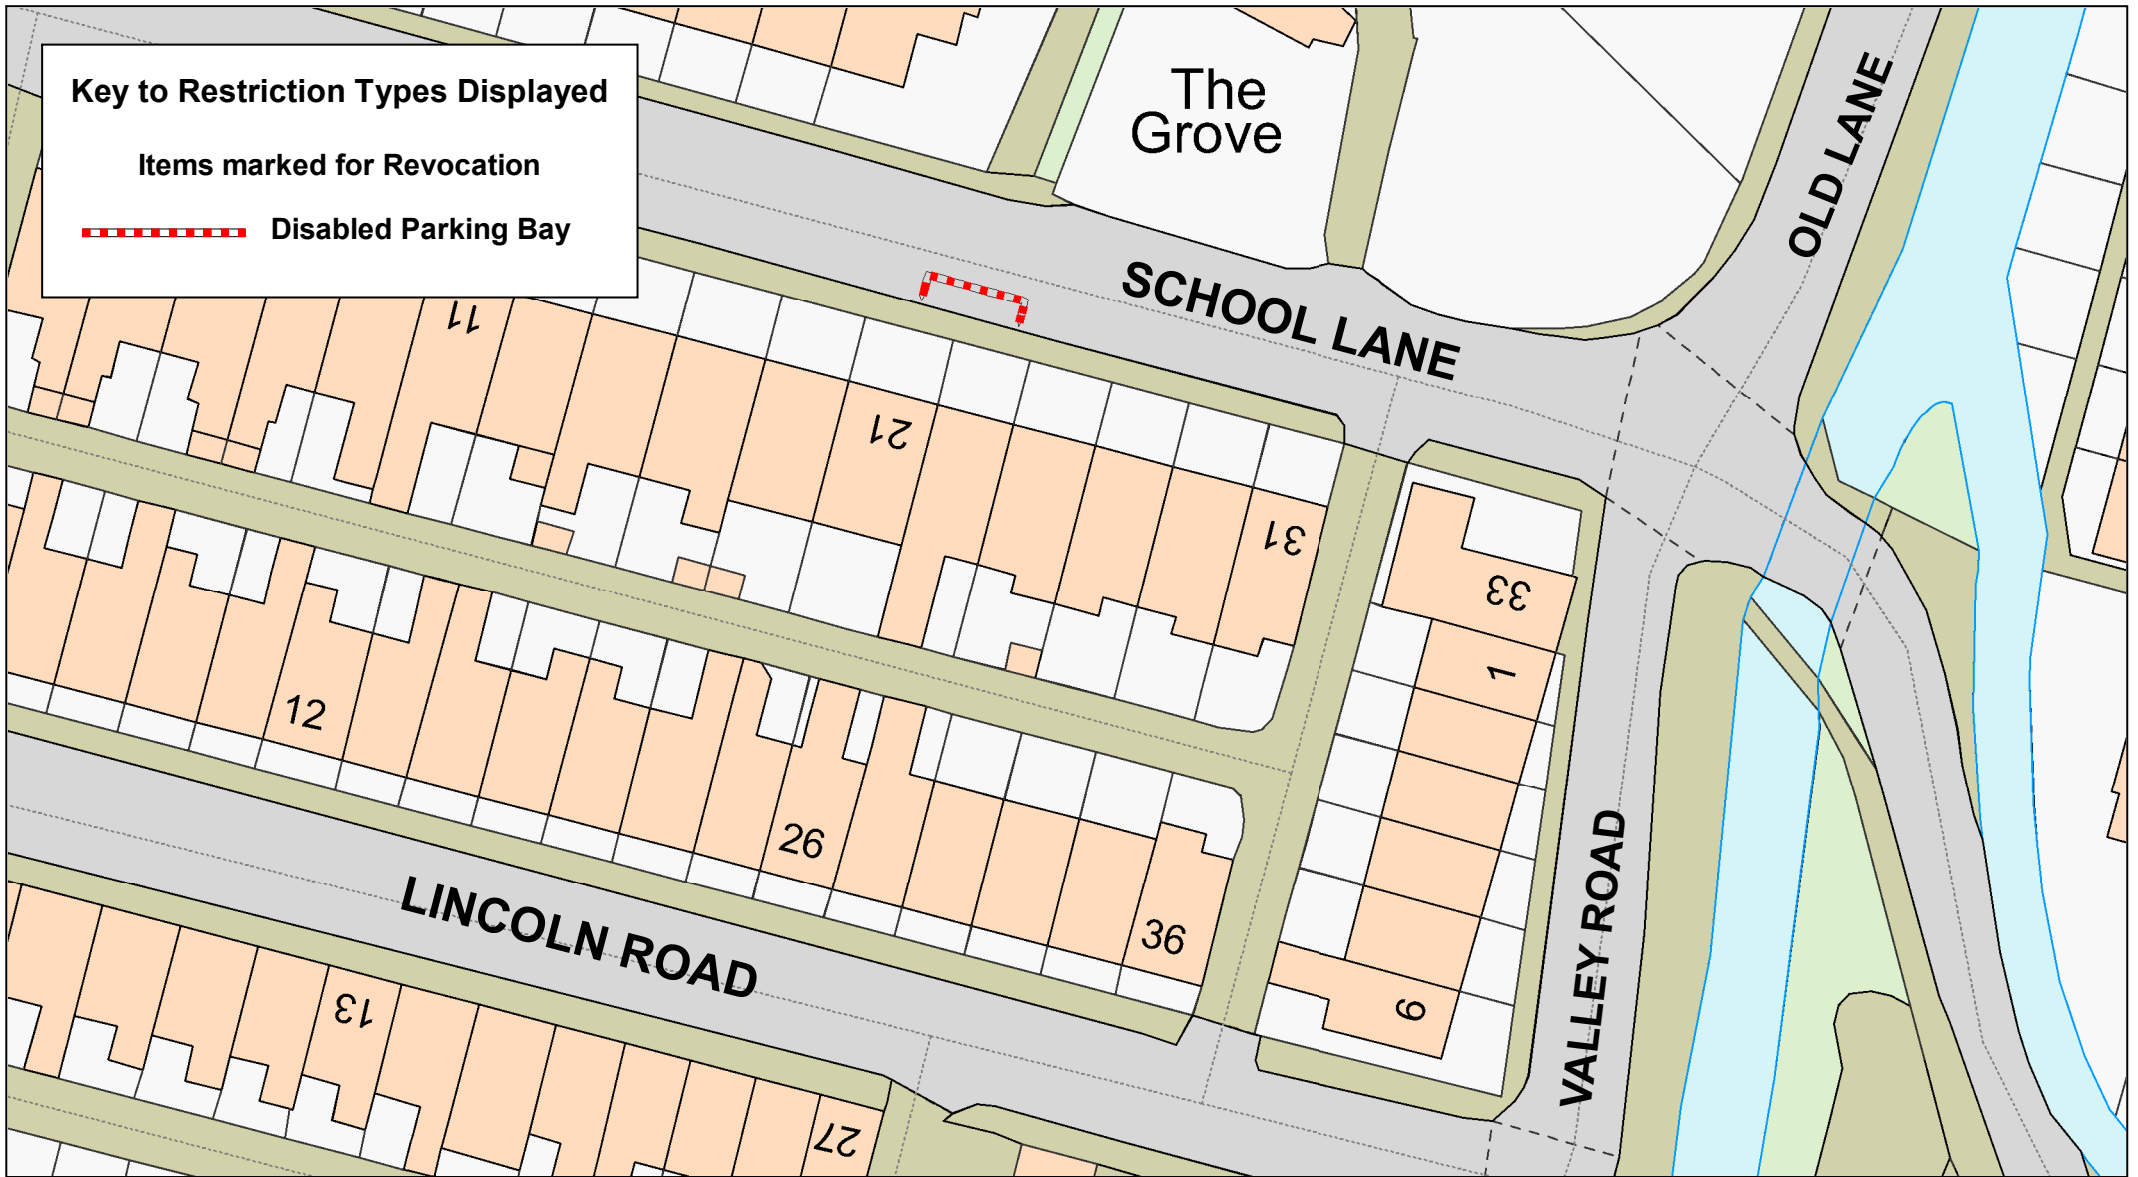 Key to Restriction Types Displayed
Items marked for Revocation
Disabled Parking Bay
The
Grove
OLD LANE
SCHOOL LANE
11
21
31
33
1
9
12
26
36
LINCOLN ROAD
VALLEY ROAD
13
27